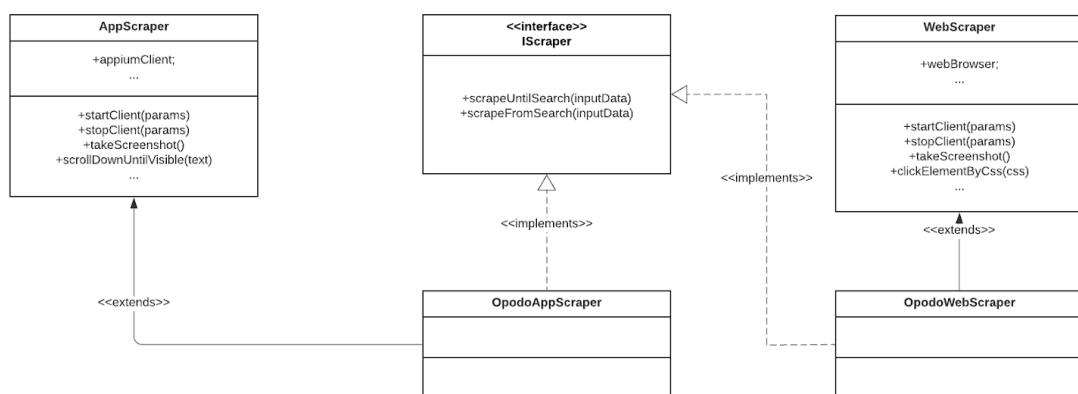 AppScraper
+appiumClient;
...
+startClient(params)
+stopClient(params)
+takeScreenshot()
+scrollDownUntilVisible(text)
...
<<interface>>
IScraper
+scrapeUntilSearch(inputData)
+scrapeFromSearch(inputData)
WebScraper
+webBrowser;
...
+startClient(params)
+stopClient(params)
+takeScreenshot()
+clickElementByCss(css)
...
<<implements>>
<<implements>>
<<extends>>
<<extends>>
OpodoAppScraper
OpodoWebScraper